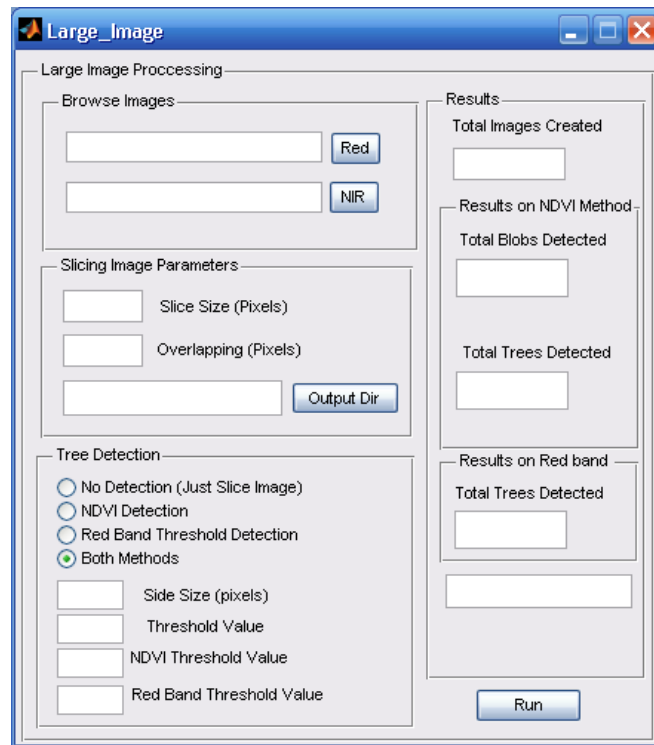 Large_Image
Large Image Proccessing
Browse Images
Red
NIR
Slicing Image Parameters
Slice Size (Pixels)
Overlapping (Pixels)
Output Dir
Tree Detection
No Detection (Just Slice Image)
NDVI Detection
Red Band Threshold Detection
Both Methods
Side Size (pixels)
Threshold Value
NDVI Threshold Value
Red Band Threshold Value
Results
Total Images Created
Results on NDVI Method
Total Blobs Detected
Total Trees Detected
Results on Red band
Total Trees Detected
Run